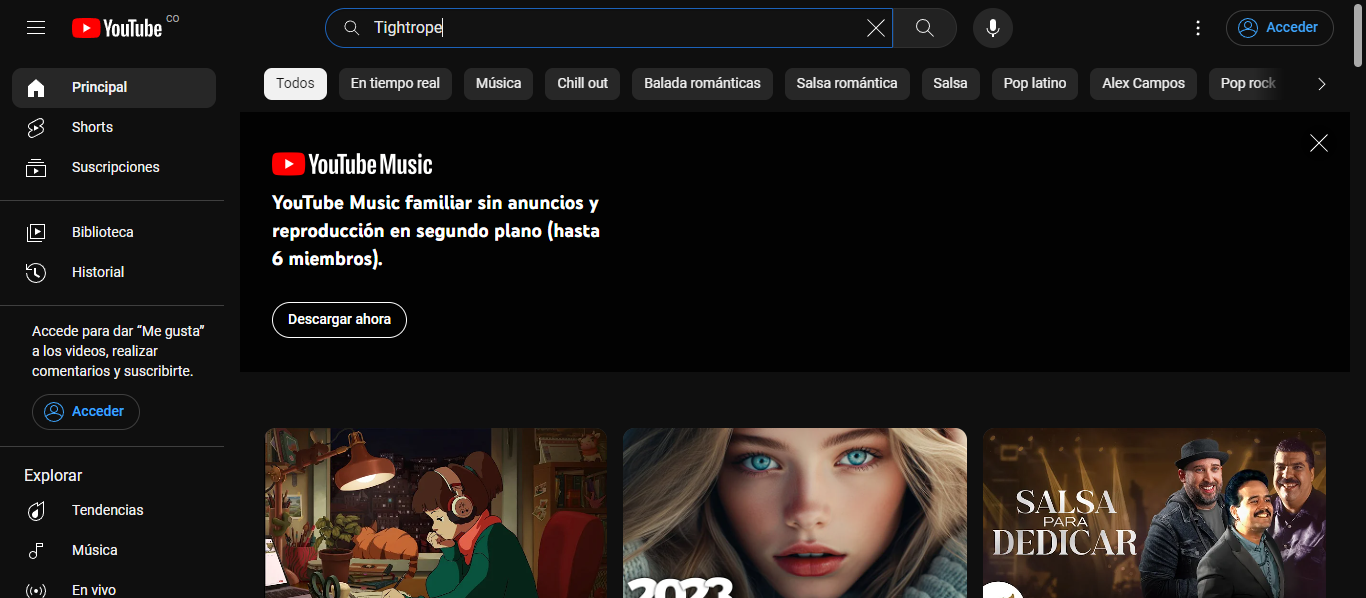 YouTube CO
Tightrope
Acceder
Principal
Shorts
Suscripciones
Biblioteca
Historial
Accede para dar “Me gusta”
a los videos, realizar
comentarios y suscribirte.
Acceder
Explorar
Tendencias
Música
En vivo
Todos
En tiempo real
Música
Chill out
Balada románticas
Salsa romántica
Salsa
Pop latino
Alex Campos
Pop rock
YouTube Music
YouTube Music familiar sin anuncios y
reproducción en segundo plano (hasta
6 miembros).
Descargar ahora
2023
SALSA
PARA
DEDICAR